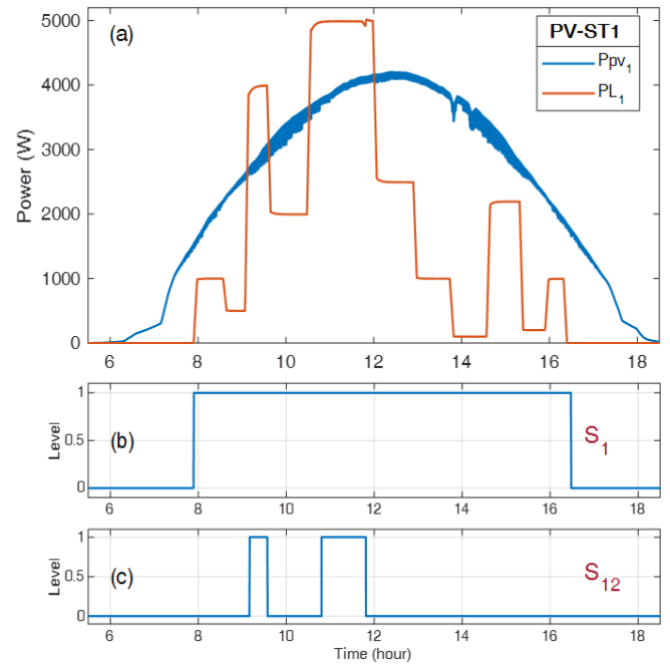 (a)
PV-ST1
Ppv1
PL1
5000
4000
3000
2000
1000
0
Power (W)
6 8 10 12 14 16 18
(b)
S1
1
0.5
0
Level
6 8 10 12 14 16 18
(c)
S12
1
0.5
0
Level
6 8 10 12 14 16 18
Time (hour)